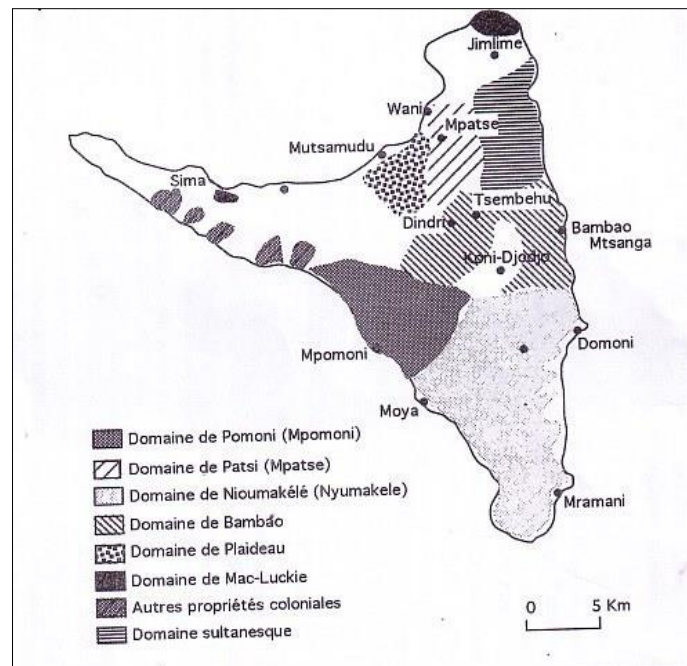 Jimlime
Wani
Mpatse
Mutsamudu
Sima
Tsembehu
Dindri
Bambao
Mtsanga
Koni-Djodjo
Domoni
Mpomoni
Moya
Mramani
Domaine de Pomoni (Mpomoni)
Domaine de Patsi (Mpatse)
Domaine de Nioumakélé (Nyumakele)
Domaine de Bambao
Domaine de Plaideau
Domaine de Mac-Luckie
Autres propriétés coloniales
Domaine sultanesque
0 5 Km